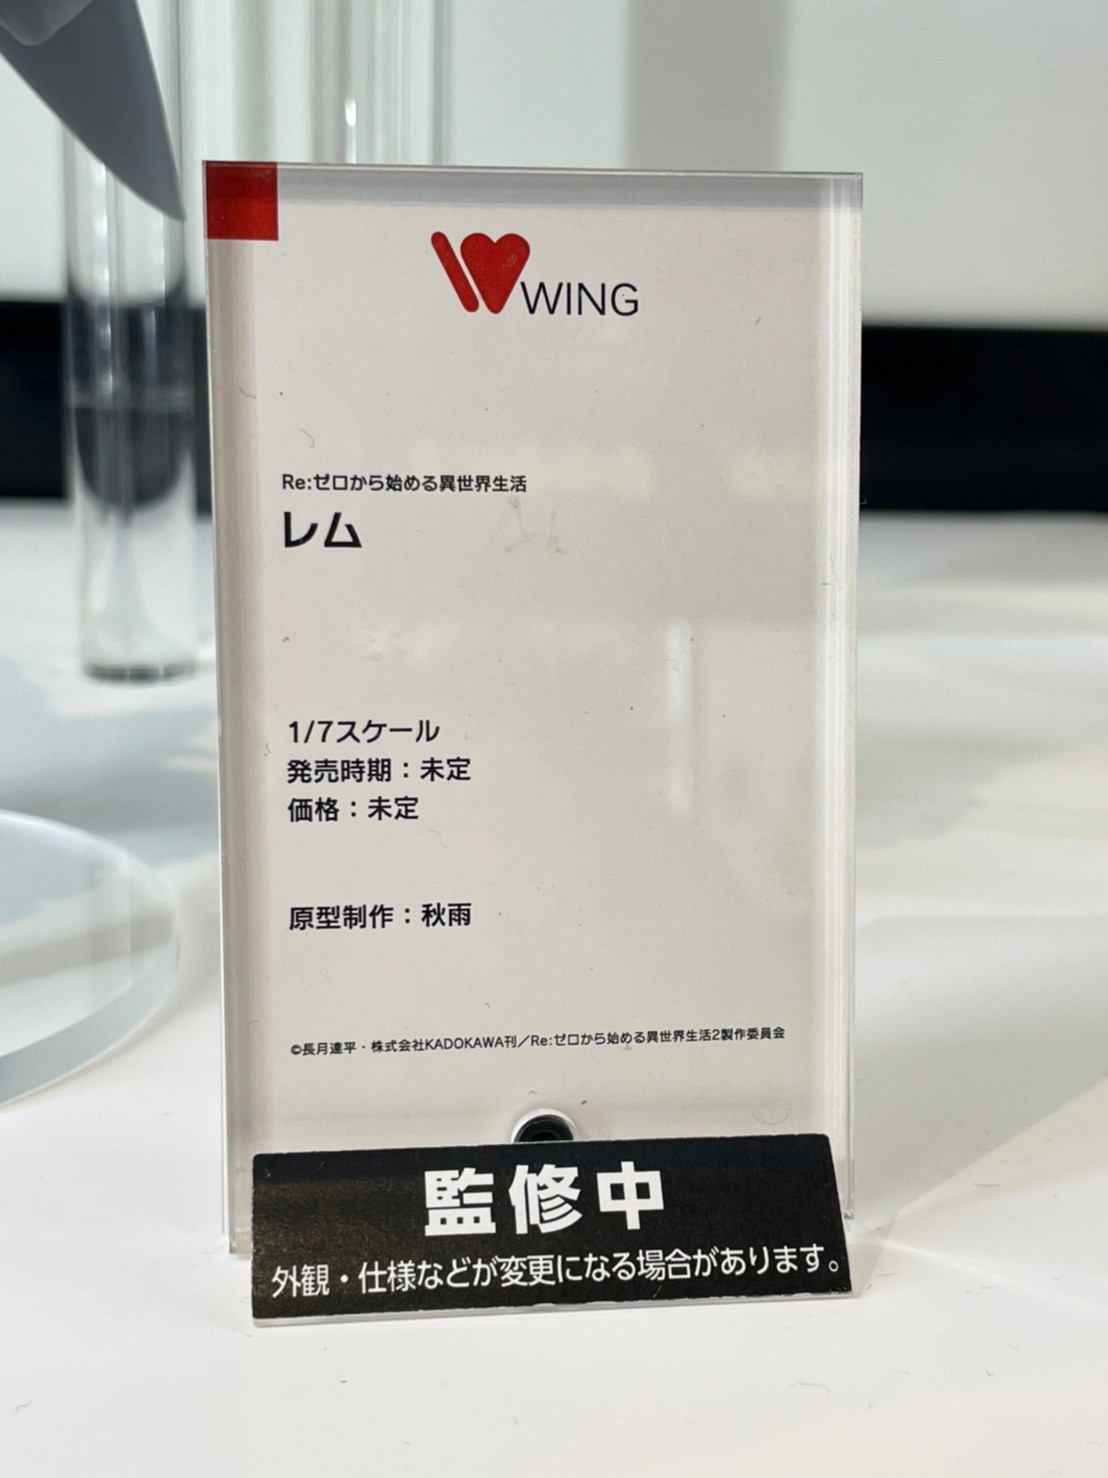 WING
Re:ゼロから始める異世界生活
レム
1/7スケール
発売時期：未定
価格：未定
原型制作：秋雨
©長月達平・株式会社KADOKAWA刊／Re:ゼロから始める異世界生活2製作委員会
監修中
外観・仕様などが変更になる場合があります。